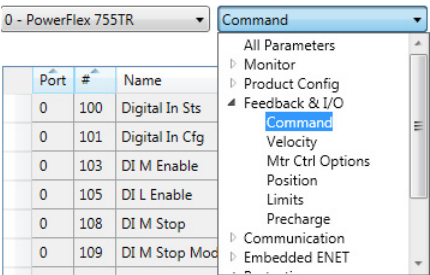 0 - PowerFlex 755TR
Command
All Parameters
Monitor
Product Config
Feedback & I/O
Command
Velocity
Mtr Ctrl Options
Position
Limits
Precharge
Communication
Embedded ENET
Port # Name
0 100 Digital In Sts
0 101 Digital In Cfg
0 103 DI M Enable
0 105 DI L Enable
0 108 DI M Stop
0 109 DI M Stop Mod